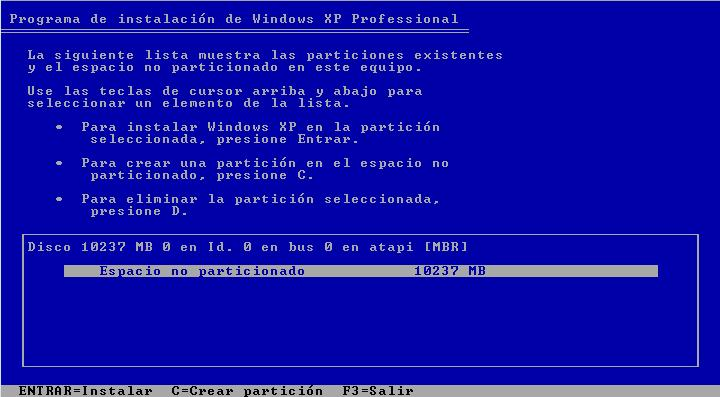 Programa de instalación de Windows XP Professional
La siguiente lista muestra las particiones existentes
y el espacio no particionado en este equipo.
Use las teclas de cursor arriba y abajo para
seleccionar un elemento de la lista.
• Para instalar Windows XP en la partición
seleccionada, presione Entrar.
• Para crear una partición en el espacio no
particionado, presione C.
• Para eliminar la partición seleccionada,
presione D.
Disco 10237 MB 0 en Id. 0 en bus 0 en atapi [MBR]
Espacio no particionado 10237 MB
ENTRAR=Instalar C=Crear partición F3=Salir